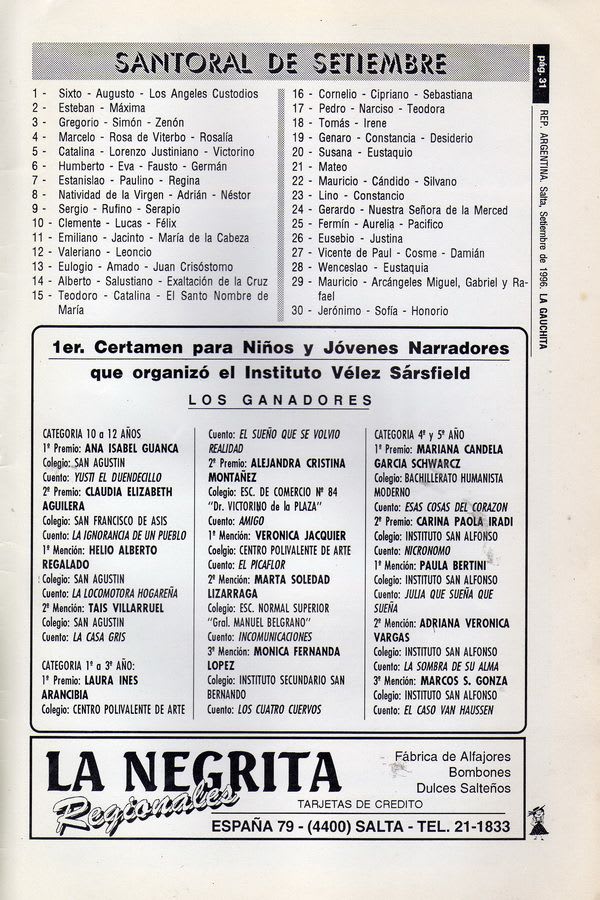 SANTORAL DE SETIEMBRE
1 - Sixto - Augusto - Los Angeles Custodios
2 - Esteban - Máxima
3 - Gregorio - Simón - Zenón
4 - Marcelo - Rosa de Viterbo - Rosalía
5 - Catalina - Lorenzo Justiniano - Victorino
6 - Humberto - Eva - Fausto - Germán
7 - Estanislao - Paulino - Regina
8 - Natividad de la Virgen - Adrián - Néstor
9 - Sergio - Rufino - Serapio
10 - Clemente - Lucas - Félix
11 - Emiliano - Jacinto - María de la Cabeza
12 - Valeriano - Leoncio
13 - Eulogio - Amado - Juan Crisóstomo
14 - Alberto - Salustiano - Exaltación de la Cruz
15 - Teodoro - Catalina - El Santo Nombre de
María
16 - Cornelio - Cipriano - Sebastiana
17 - Pedro - Narciso - Teodora
18 - Tomás - Irene
19 - Genaro - Constancia - Desiderio
20 - Susana - Eustaquio
21 - Mateo
22 - Mauricio - Cándido - Silvano
23 - Lino - Constancio
24 - Gerardo - Nuestra Señora de la Merced
25 - Fermín - Aurelia - Pacifico
26 - Eusebio - Justina
27 - Vicente de Paul - Cosme - Damián
28 - Wenceslao - Eustaquia
29 - Mauricio - Arcángeles Miguel, Gabriel y Ra-
fael
30 - Jerónimo - Sofía - Honorio
pág. 31
REP. ARGENTINA. Salta, Setiembre de 1996. LA GAUCHITA
1er. Certamen para Niños y Jóvenes Narradores
que organizó el Instituto Vélez Sársfield
LOS GANADORES
CATEGORIA 10 a 12 AÑOS
1º Premio: ANA ISABEL GUANCA
Colegio: SAN AGUSTIN
Cuento: YUSTI EL DUENDECILLO
2º Premio: CLAUDIA ELIZABETH
AGUILERA
Colegio: SAN FRANCISCO DE ASIS
Cuento: LA IGNORANCIA DE UN PUEBLO
1º Mención: HELIO ALBERTO
REGALADO
Colegio: SAN AGUSTIN
Cuento: LA LOCOMOTORA HOGAREÑA
2º Mención: TAIS VILLARRUEL
Colegio: SAN AGUSTIN
Cuento: LA CASA GRIS
CATEGORIA 1º a 3º AÑO:
1º Premio: LAURA INES
ARANCIBIA
Colegio: CENTRO POLIVALENTE DE ARTE
Cuento: EL SUEÑO QUE SE VOLVIO
REALIDAD
2º Premio: ALEJANDRA CRISTINA
MONTAÑEZ
Colegio: ESC. DE COMERCIO Nº 84
"Dr. VICTORINO de la PLAZA"
Cuento: AMIGO
1º Mención: VERONICA JACQUIER
Colegio: CENTRO POLIVALENTE DE ARTE
Cuento: EL PICAFLOR
2º Mención: MARTA SOLEDAD
LIZARRAGA
Colegio: ESC. NORMAL SUPERIOR
"Gral. MANUEL BELGRANO"
Cuento: INCOMUNICACIONES
3º Mención: MONICA FERNANDA
LOPEZ
Colegio: INSTITUTO SECUNDARIO SAN
BERNANDO
Cuento: LOS CUATRO CUERVOS
CATEGORIA 4º y 5º AÑO
1º Premio: MARIANA CANDELA
GARCIA SCHWARCZ
Colegio: BACHILLERATO HUMANISTA
MODERNO
Cuento: ESAS COSAS DEL CORAZON
2º Premio: CARINA PAOLA IRADI
Colegio: INSTITUTO SAN ALFONSO
Cuento: NICRONOMO
1º Mención: PAULA BERTINI
Colegio: INSTITUTO SAN ALFONSO
Cuento: JULIA QUE SUEÑA QUE
SUEÑA
2º Mención: ADRIANA VERONICA
VARGAS
Colegio: INSTITUTO SAN ALFONSO
Cuento: LA SOMBRA DE SU ALMA
3º Mención: MARCOS S. GONZA
Colegio: INSTITUTO SAN ALFONSO
Cuento: EL CASO VAN HAUSSEN
LA NEGRITA
Regionales
Fábrica de Alfajores
Bombones
Dulces Salteños
TARJETAS DE CREDITO
ESPAÑA 79 - (4400) SALTA - TEL. 21-1833